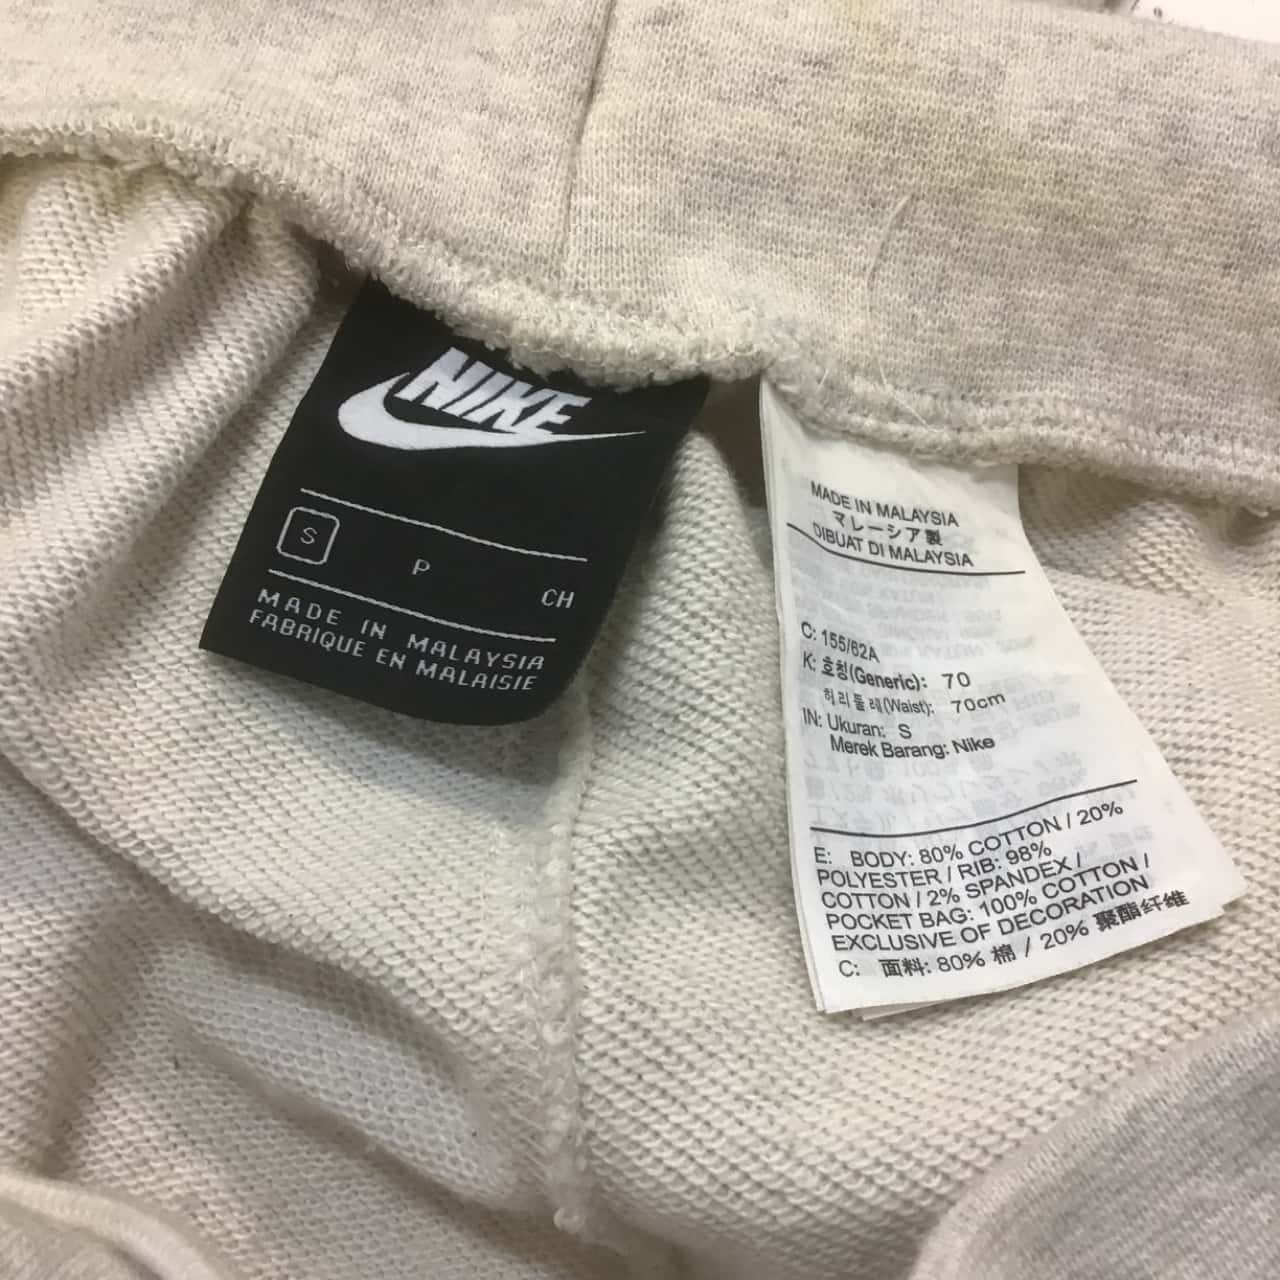 NIKE
S P CH
MADE IN MALAYSIA
FABRIQUE EN MALAISIE
MADE IN MALAYSIA
マレーシア製
DIBUAT DI MALAYSIA
C: 155/62A
K: 호칭(Generic): 70
허리둘레(Waist): 70cm
IN: Ukuran: S
Merek Barang: Nike
E: BODY: 80% COTTON / 20%
POLYESTER / RIB: 98%
COTTON / 2% SPANDEX /
POCKET BAG: 100% COTTON /
EXCLUSIVE OF DECORATION
C: 面料: 80% 棉 / 20% 聚酯纤维